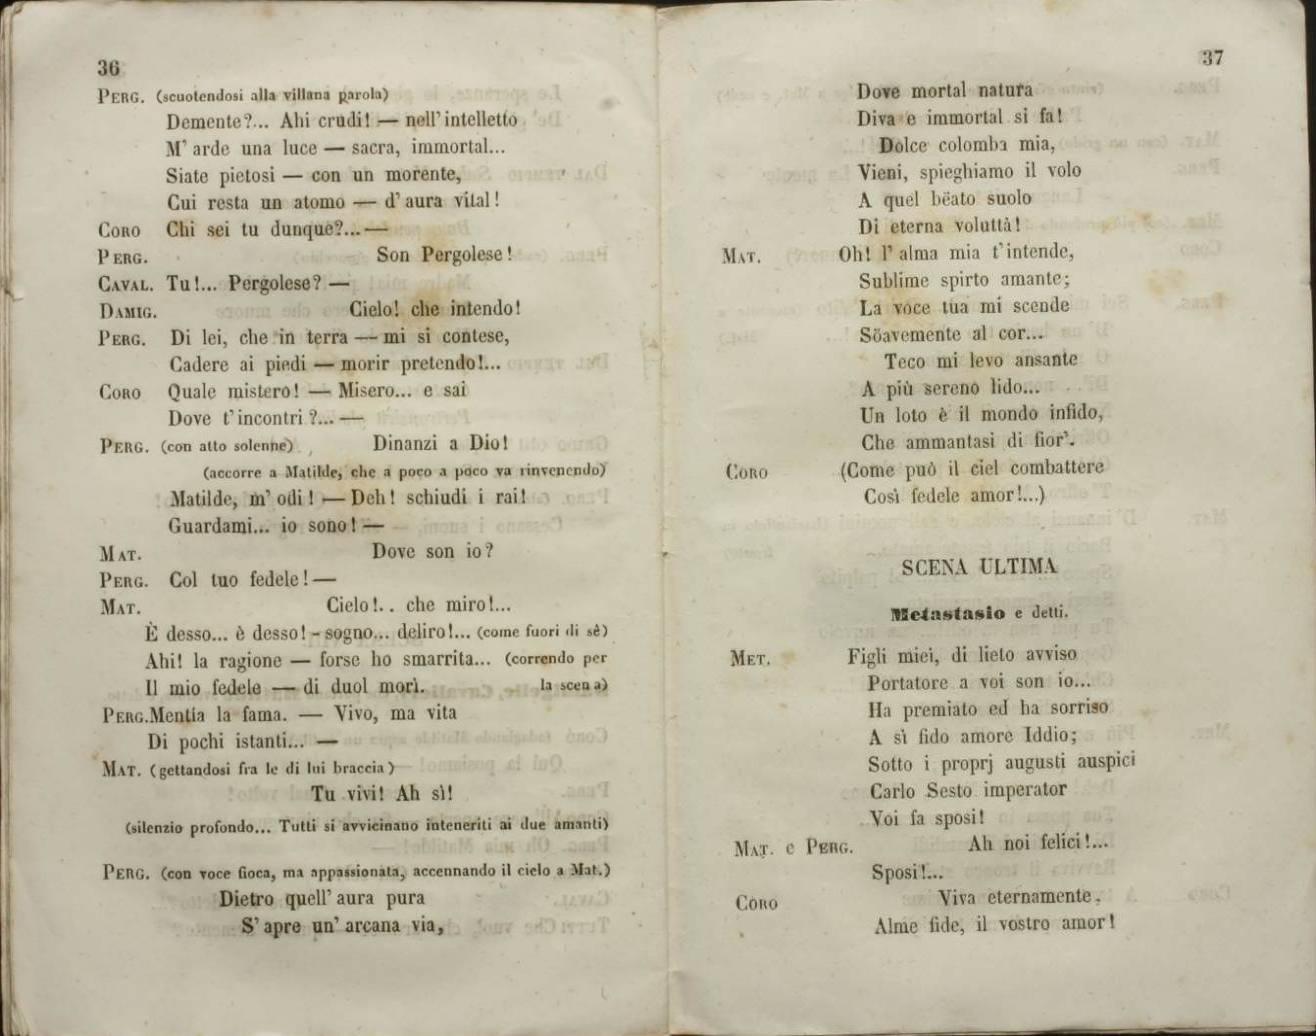 36
PERG. (scuotendosi alla villana parola)
Demente?... Ahi crudi! — nell' intelletto
M' arde una luce — sacra, immortal...
Siate pietosi — con un morente,
Cui resta un atomo — d' aura vital!
CORO Chi sei tu dunque?... —
PERG. Son Pergolese!
CAVAL. Tu!... Pergolese? —
DAMIG. Cielo! che intendo!
PERG. Di lei, che in terra — mi si contese,
Cadere ai piedi — morir pretendo!...
CORO Quale mistero! — Misero... e sai
Dove t' incontri?... —
PERG. (con atto solenne) Dinanzi a Dio!
(accorre a Matilde, che a poco a poco va rinvenendo)
Matilde, m' odi! — Deh! schiudi i rai!
Guardami... io sono! —
MAT. Dove son io?
PERG. Col tuo fedele! —
MAT. Cielo!.. che miro!...
È desso... è desso! - sogno... deliro!... (come fuori di sè)
Ahi! la ragione — forse ho smarrita... (correndo per
Il mio fedele — di duol morì. la scena)
PERG. Mentìa la fama. — Vivo, ma vita
Di pochi istanti... —
MAT. (gettandosi fra le di lui braccia)
Tu vivi! Ah sì!
(silenzio profondo... Tutti si avvicinano inteneriti ai due amanti)
PERG. (con voce fioca, ma appassionata, accennando il cielo a Mat.)
Dietro quell' aura pura
S' apre un' arcana via,
37
Dove mortal natura
Diva e immortal si fa!
Dolce colomba mia,
Vieni, spieghiamo il volo
A quel bëato suolo
Di eterna voluttà!
MAT. Oh! l' alma mia t' intende,
Sublime spirto amante;
La voce tua mi scende
Söavemente al cor...
Teco mi levo ansante
A più sereno lido...
Un loto è il mondo infido,
Che ammantasi di fior'.
CORO (Come può il ciel combattere
Così fedele amor!...)
SCENA ULTIMA
Metastasio e detti.
MET. Figli miei, di lieto avviso
Portatore a voi son io...
Ha premiato ed ha sorriso
A sì fido amore Iddio;
Sotto i proprj augusti auspici
Carlo Sesto imperator
Voi fa sposi!
MAT. e PERG. Ah noi felici!...
Sposi!...
CORO Viva eternamente,
Alme fide, il vostro amor!